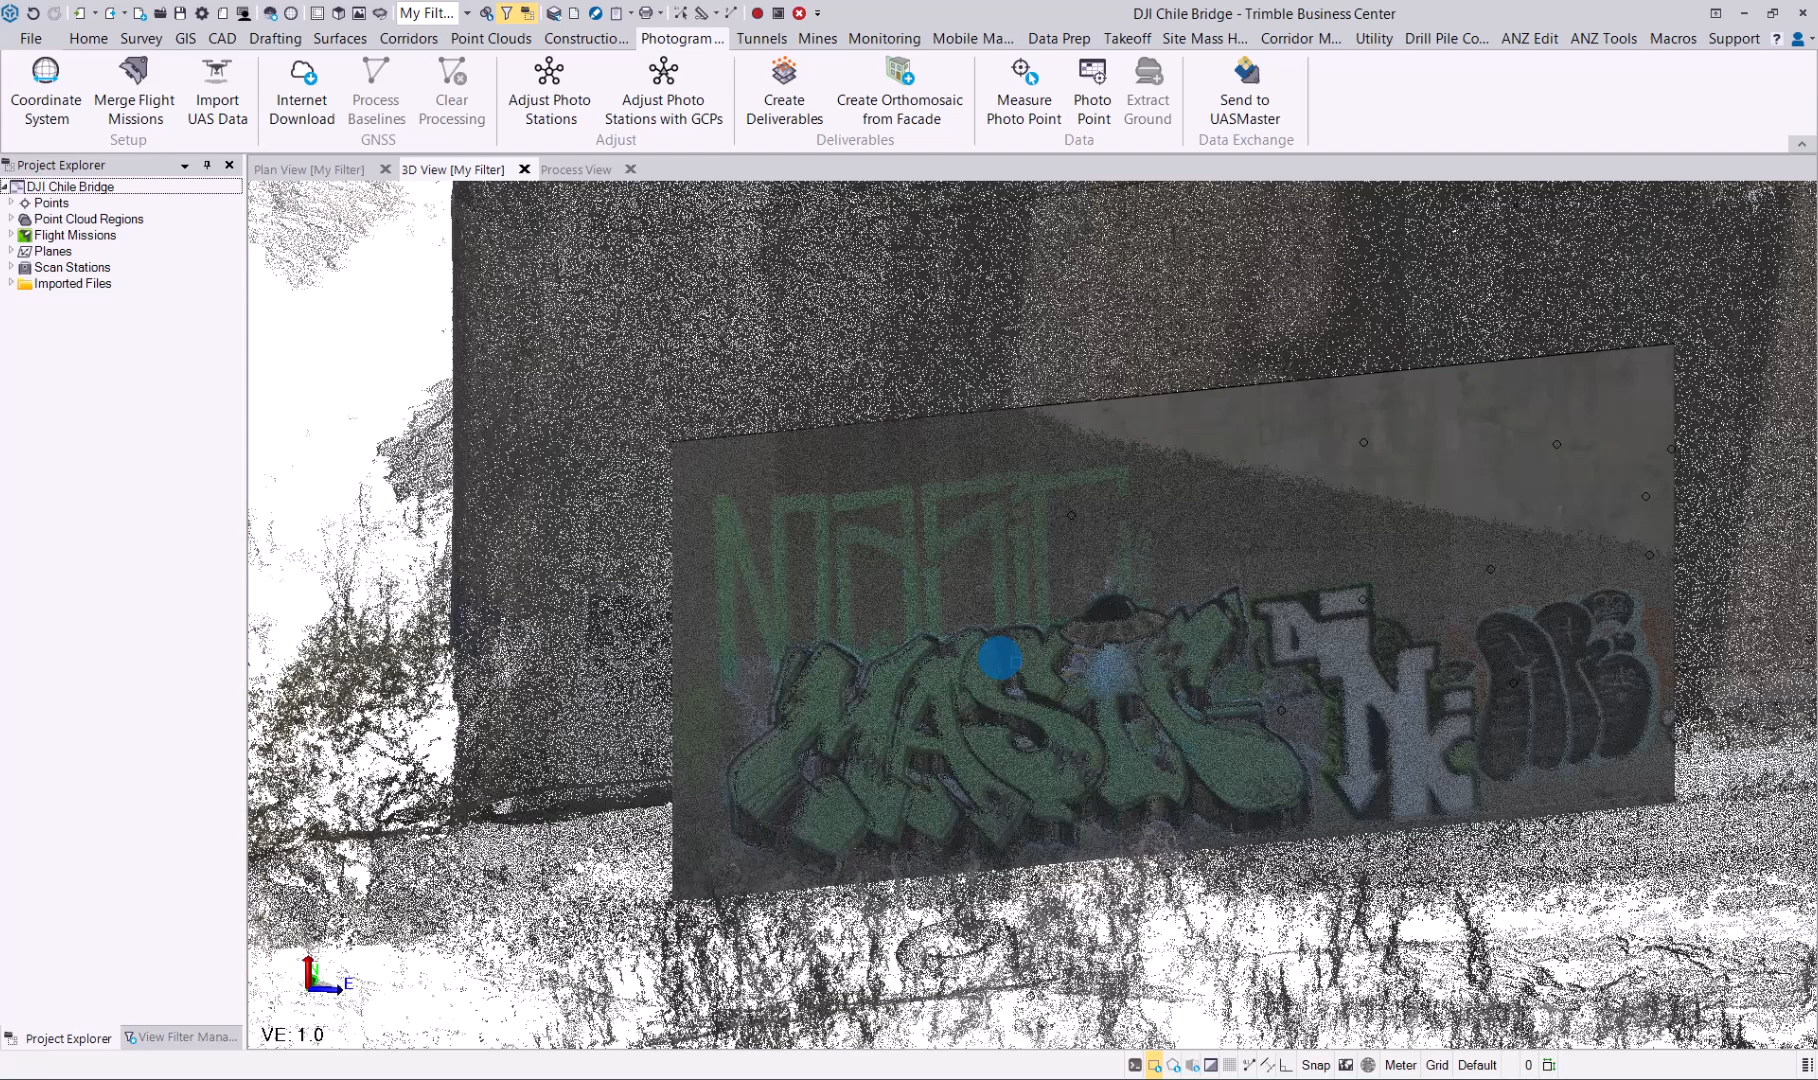 My Filt...
DJI Chile Bridge - Trimble Business Center
File Home Survey GIS CAD Drafting Surfaces Corridors Point Clouds Constructio... Photogram... Tunnels Mines Monitoring Mobile Ma... Data Prep Takeoff Site Mass H... Corridor M... Utility Drill Pile Co... ANZ Edit ANZ Tools Macros Support ?
Coordinate System
Merge Flight Missions
Import UAS Data
Setup
Internet Download
Process Baselines
Clear Processing
GNSS
Adjust Photo Stations
Adjust Photo Stations with GCPs
Adjust
Create Deliverables
Create Orthomosaic from Facade
Deliverables
Measure Photo Point
Photo Point
Extract Ground
Data
Send to UASMaster
Data Exchange
Project Explorer
Plan View [My Filter] 3D View [My Filter] Process View
DJI Chile Bridge
Points
Point Cloud Regions
Flight Missions
Planes
Scan Stations
Imported Files
MASTC
E
VE: 1.0
Project Explorer View Filter Mana...
Snap Meter Grid Default 0